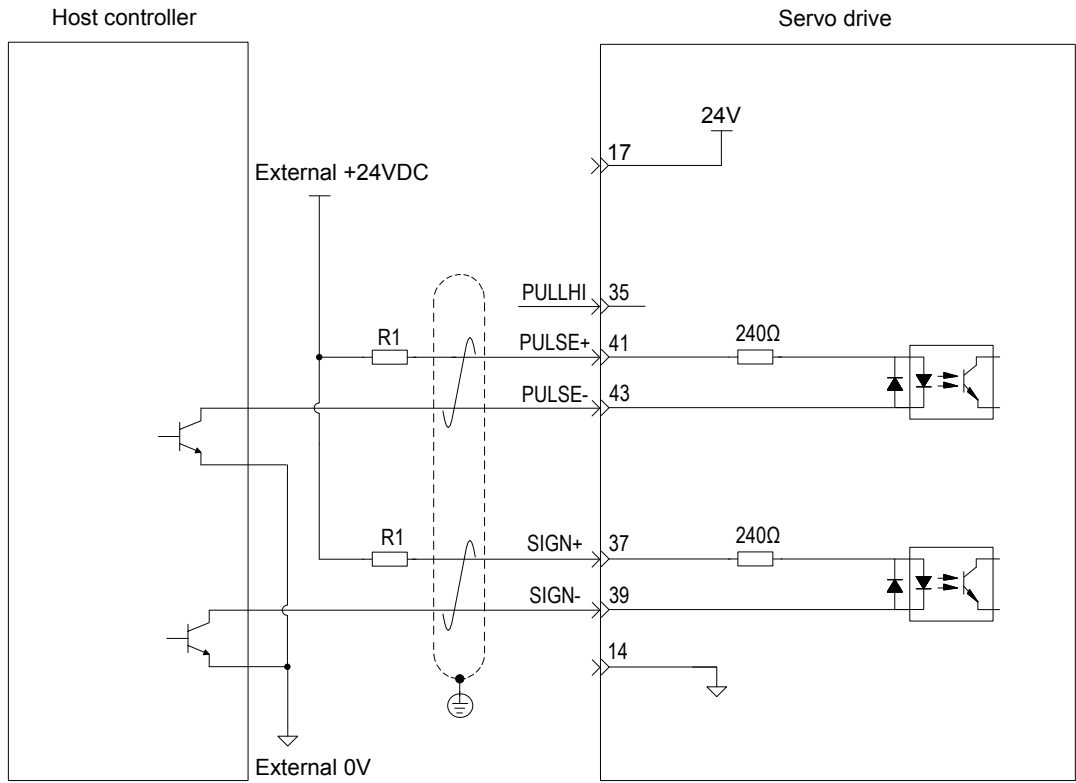 Host controller
Servo drive
24V
17
External +24VDC
PULLHI
35
R1
PULSE+
41
240Ω
PULSE-
43
R1
SIGN+
37
240Ω
SIGN-
39
14
External 0V